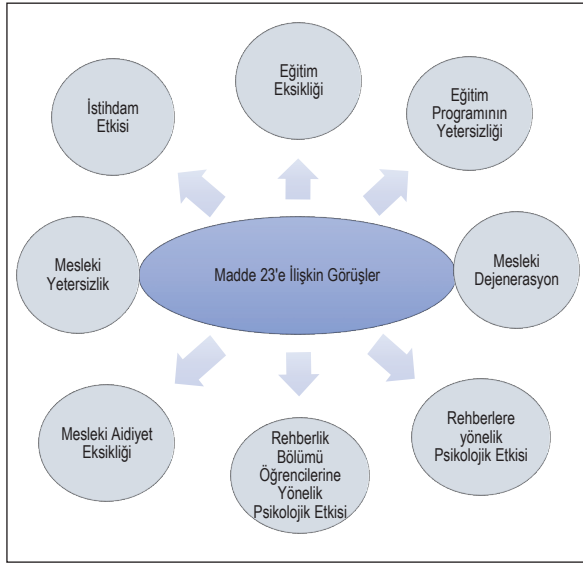 Eğitim
Eksikliği
İstihdam
Etkisi
Eğitim
Programının
Yetersizliği
Mesleki
Yetersizlik
Madde 23'e İlişkin Görüşler
Mesleki
Dejenerasyon
Mesleki Aidiyet
Eksikliği
Rehberlik
Bölümü
Öğrencilerine
Yönelik
Psikolojik Etkisi
Rehberlere
yönelik
Psikolojik Etkisi